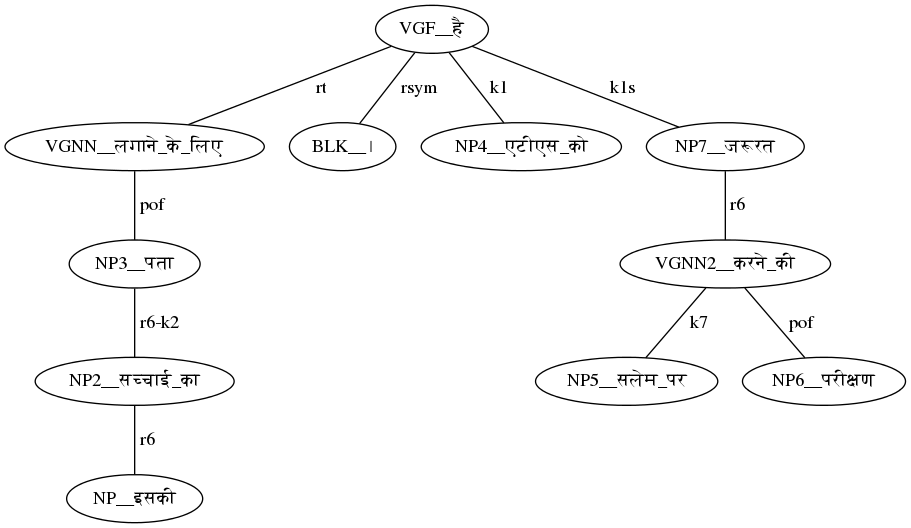 VGF__है
rt rsym k1 k1s
VGNN__लगाने_के_लिए BLK__। NP4__एटीएस_को NP7__जरूरत
pof r6
NP3__पता VGNN2__करने_की
r6-k2 k7 pof
NP2__सच्चाई_का NP5__सलेम_पर NP6__परीक्षण
r6
NP__इसकी